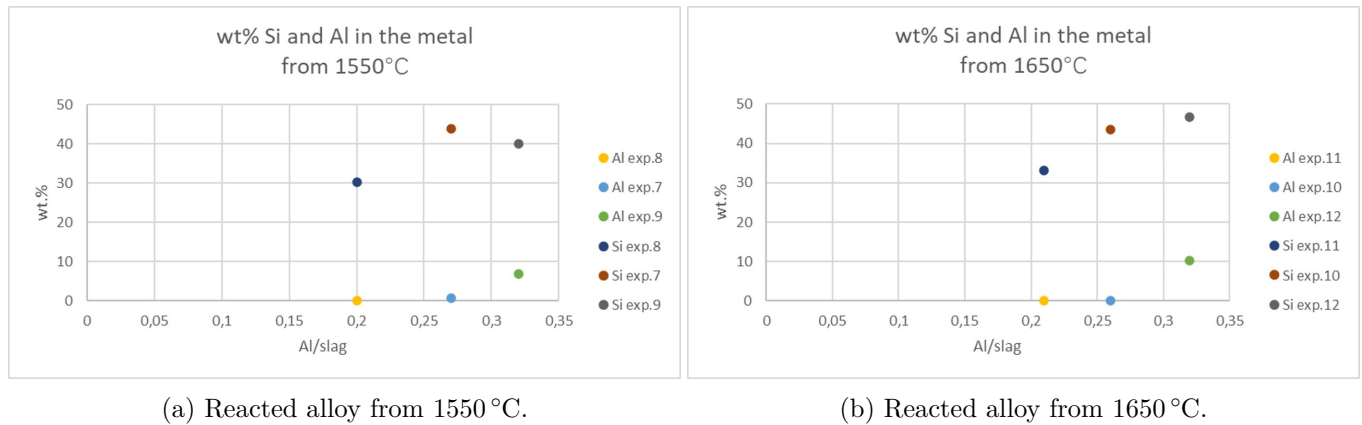 wt% Si and Al in the metal
from 1550°C
50
40
30
20
10
0
wt.%
0
0,05
0,1
0,15
0,2
0,25
0,3
0,35
Al/slag
Al exp.8
Al exp.7
Al exp.9
Si exp.8
Si exp.7
Si exp.9
(a) Reacted alloy from 1550 °C.
wt% Si and Al in the metal
from 1650°C
50
40
30
20
10
0
wt.%
0
0,05
0,1
0,15
0,2
0,25
0,3
0,35
Al/slag
Al exp.11
Al exp.10
Al exp.12
Si exp.11
Si exp.10
Si exp.12
(b) Reacted alloy from 1650 °C.